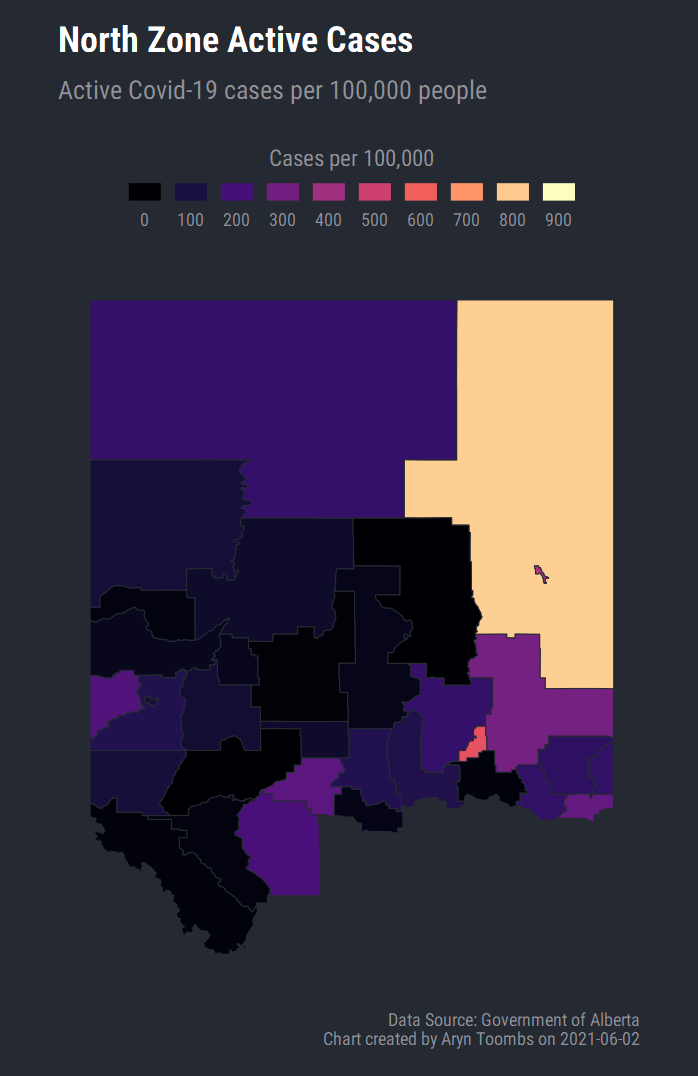 North Zone Active Cases
Active Covid-19 cases per 100,000 people
Cases per 100,000
0 100 200 300 400 500 600 700 800 900
Data Source: Government of Alberta
Chart created by Aryn Toombs on 2021-06-02